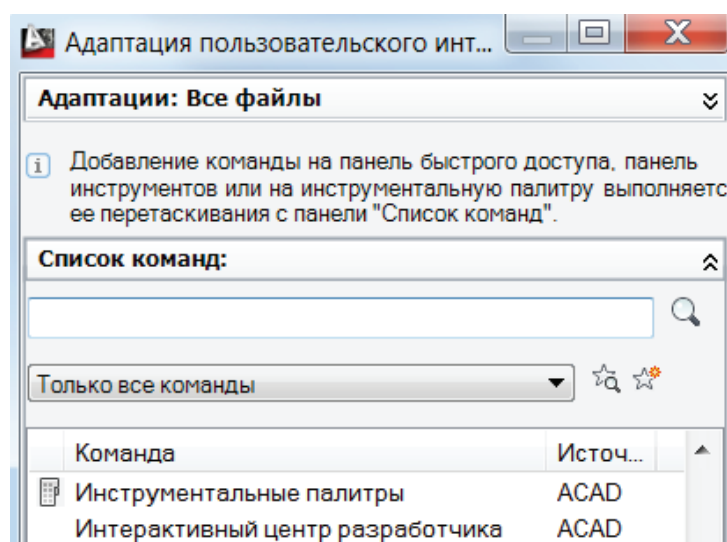 Адаптация пользовательского инт...
Адаптации: Все файлы
Добавление команды на панель быстрого доступа, панель
инструментов или на инструментальную палитру выполняетс
ее перетаскивания с панели "Список команд".
Список команд:
Только все команды
Команда Источ...
Инструментальные палитры ACAD
Интерактивный центр разработчика ACAD